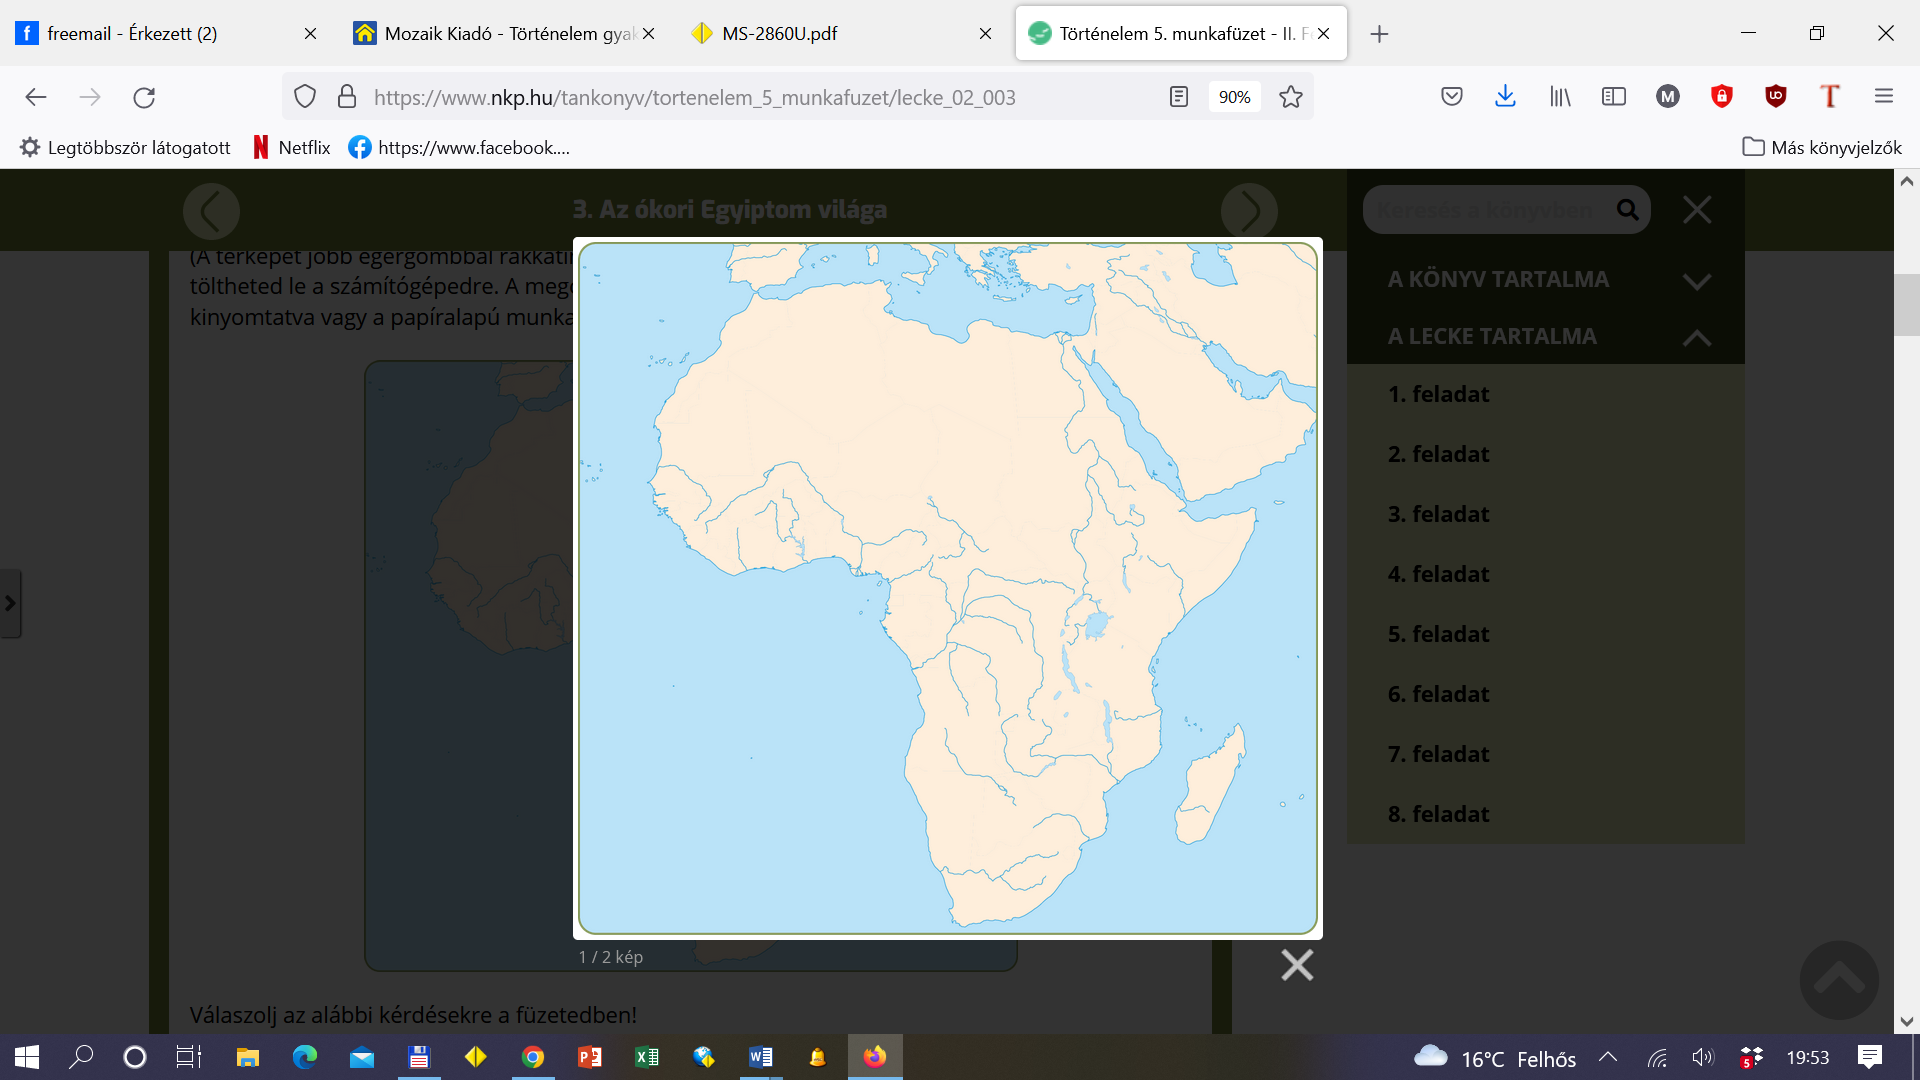 freemail - Érkezett (2)
Mozaik Kiadó - Történelem gyak
MS-2860U.pdf
Történelem 5. munkafüzet - II. Fe
https://www.nkp.hu/tankonyv/tortenelem_5_munkafuzet/lecke_02_003
90%
Legtöbbször látogatott
Netflix
https://www.facebook....
Más könyvjelzők
3. Az ókori Egyiptom világa
Keresés a könyvben
(A térképet jobb egérgombbal rákkatin
töltheted le a számítógépedre. A mego
kinyomtatva vagy a papíralapú munka
A KÖNYV TARTALMA
A LECKE TARTALMA
1. feladat
2. feladat
3. feladat
4. feladat
5. feladat
6. feladat
7. feladat
8. feladat
1 / 2 kép
Válaszolj az alábbi kérdésekre a füzetedben!
16°C Felhős
5
19:53